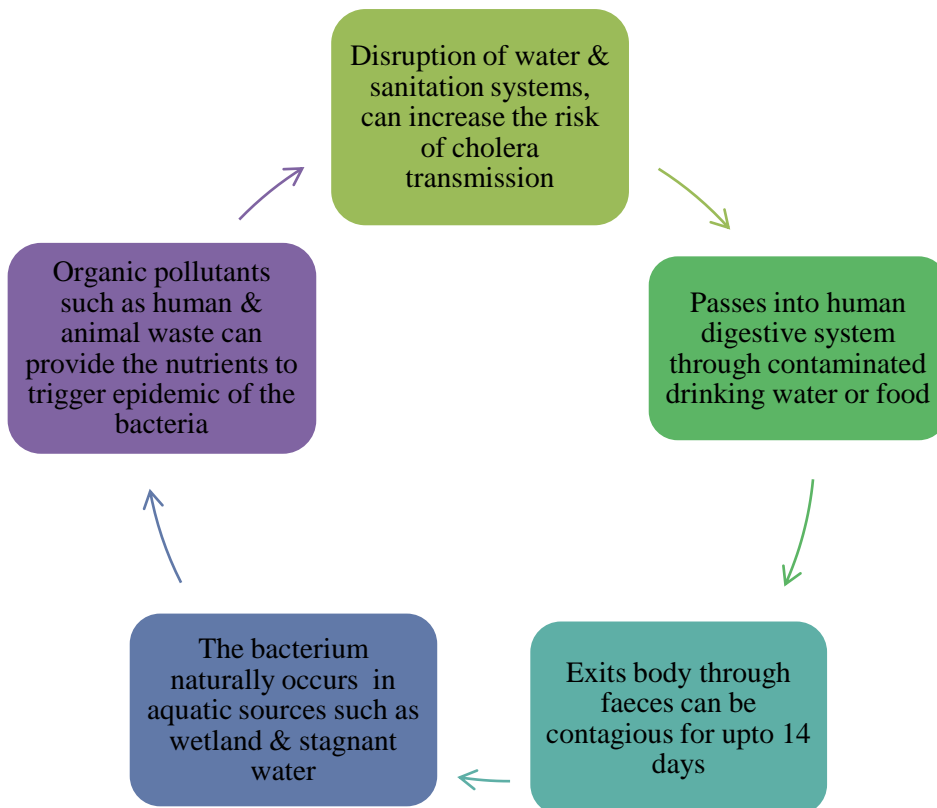 Disruption of water &
sanitation systems,
can increase the risk
of cholera
transmission
Passes into human
digestive system
through contaminated
drinking water or food
Exits body through
faeces can be
contagious for upto 14
days
The bacterium
naturally occurs in
aquatic sources such as
wetland & stagnant
water
Organic pollutants
such as human &
animal waste can
provide the nutrients to
trigger epidemic of the
bacteria